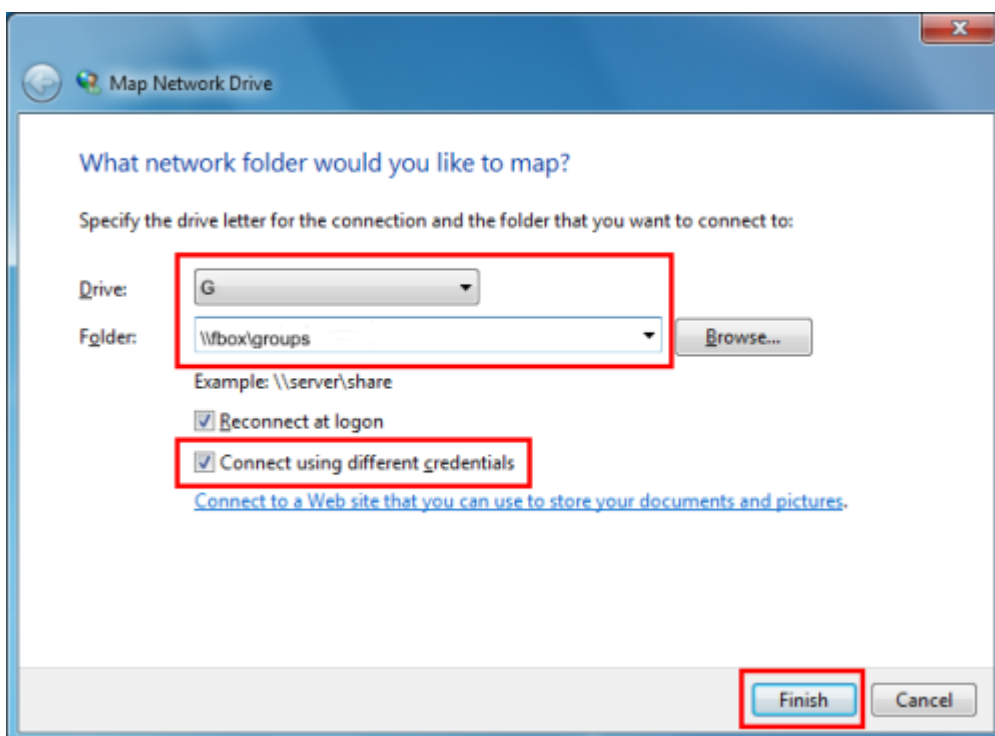 Map Network Drive
What network folder would you like to map?
Specify the drive letter for the connection and the folder that you want to connect to:
Drive: G
Folder: \\fbox\groups Browse...
Example: \\server\share
Reconnect at logon
Connect using different credentials
Connect to a Web site that you can use to store your documents and pictures.
Finish Cancel